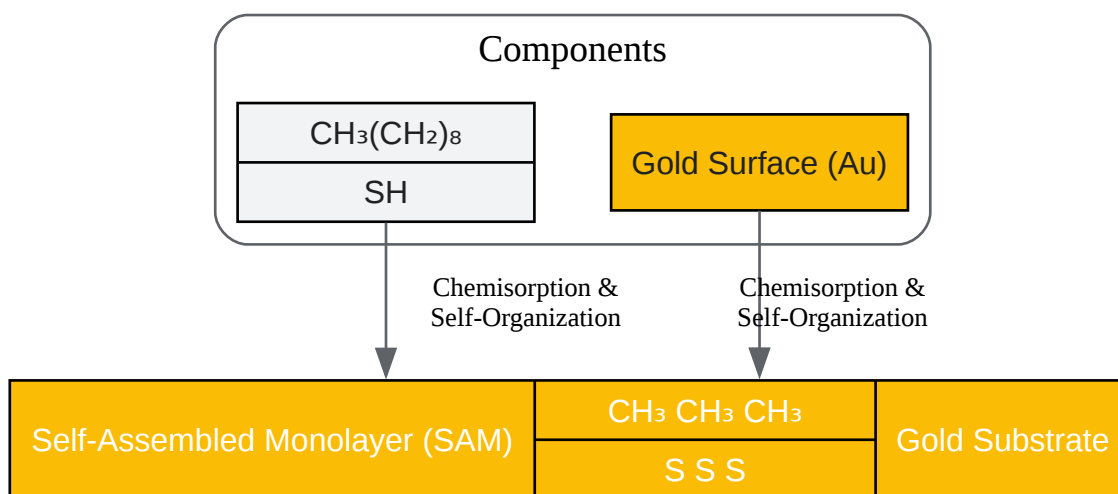 Components
CH₃(CH₂)₈
SH
Gold Surface (Au)
Chemisorption &
Self-Organization
Chemisorption &
Self-Organization
Self-Assembled Monolayer (SAM)
CH₃ CH₃ CH₃
S S S
Gold Substrate